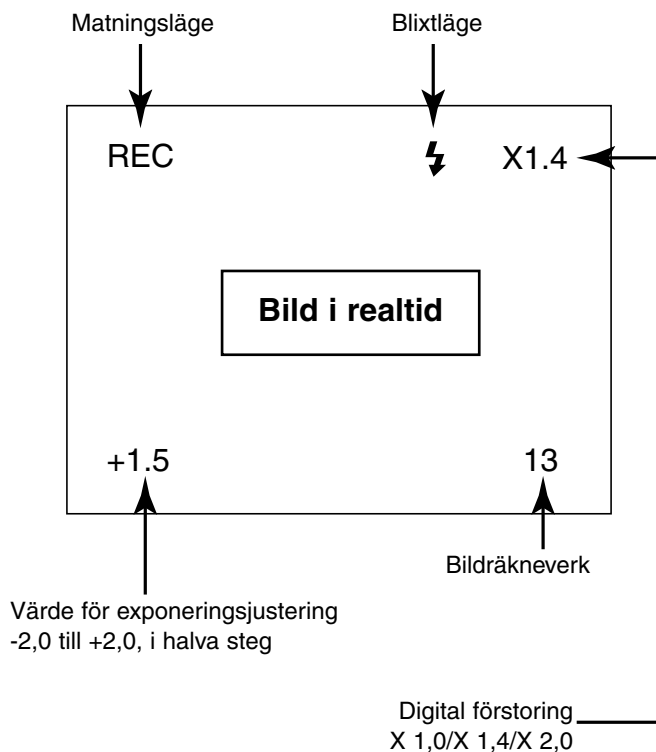 Matningsläge
Blixtläge
REC
X1.4
Bild i realtid
+1.5
13
Bildräkneverk
Värde för exponeringsjustering
-2,0 till +2,0, i halva steg
Digital förstoring
X 1,0/X 1,4/X 2,0